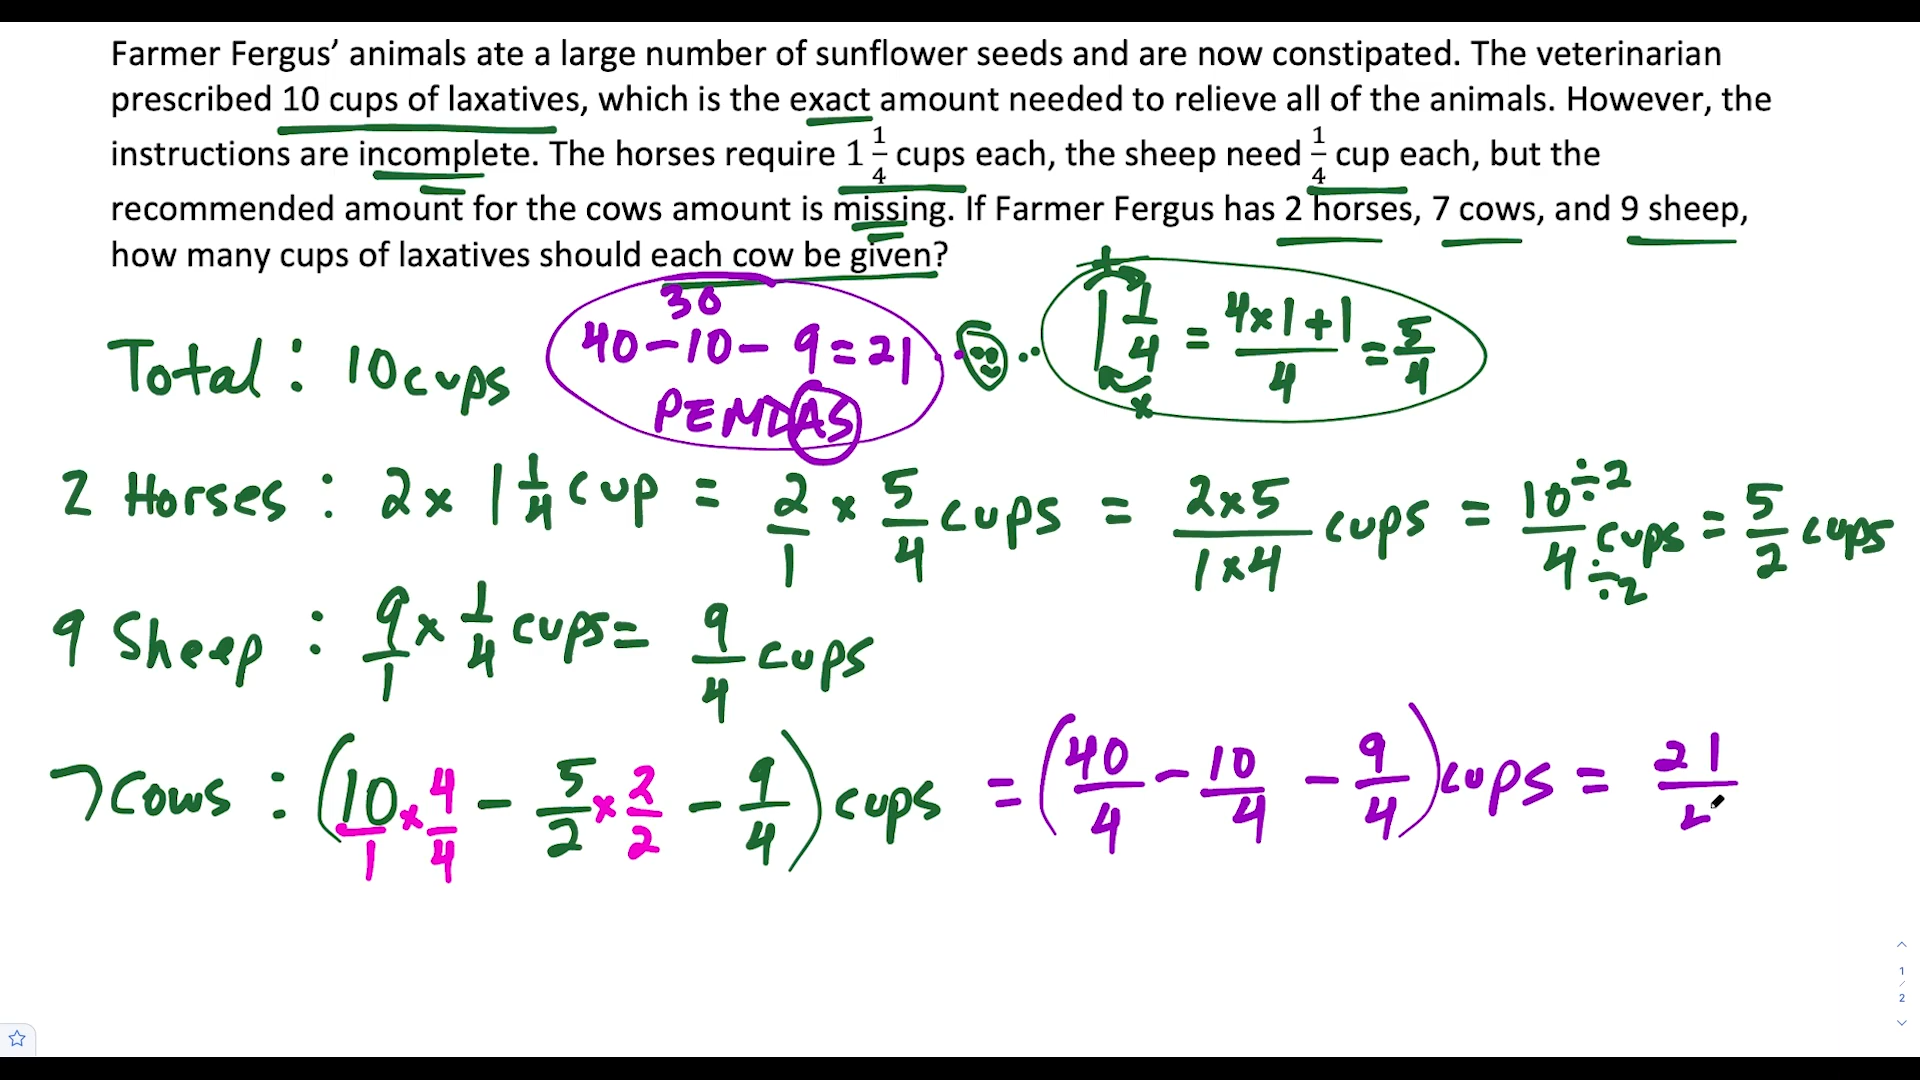 Farmer Fergus’ animals ate a large number of sunflower seeds and are now constipated. The veterinarian
prescribed 10 cups of laxatives, which is the exact amount needed to relieve all of the animals. However, the
instructions are incomplete. The horses require 1 1/4 cups each, the sheep need 1/4 cup each, but the
recommended amount for the cows amount is missing. If Farmer Fergus has 2 horses, 7 cows, and 9 sheep,
how many cups of laxatives should each cow be given?
30
40 - 10 - 9 = 21
PEMDAS
+
1 1/4 = (4x1+1)/4 = 5/4
x
Total: 10 cups
2 Horses: 2 x 1 1/4 cup = 2/1 x 5/4 cups = (2x5)/(1x4) cups = 10÷2/4÷2 cups = 5/2 cups
9 Sheep: 9/1 x 1/4 cups = 9/4 cups
7 Cows: (10/1 x 4/4 - 5/2 x 2/2 - 9/4) cups = (40/4 - 10/4 - 9/4) cups = 21/
1
/
2